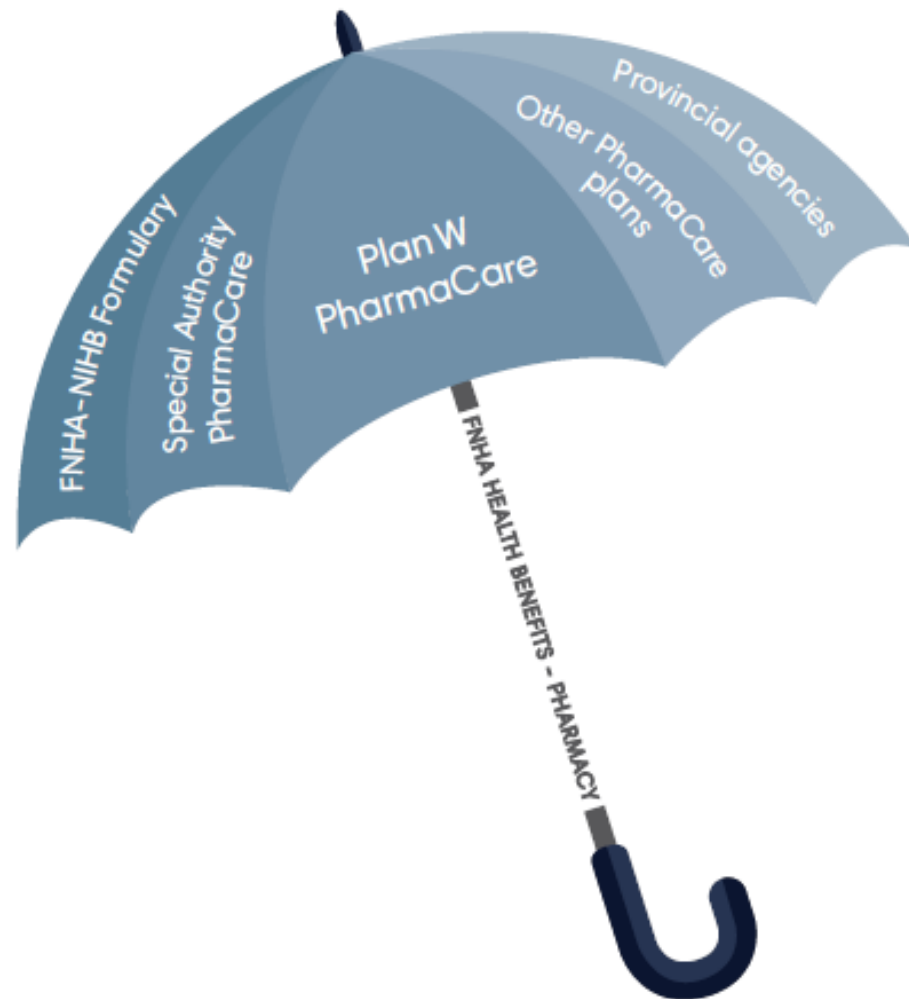 FNHA-NIHB Formulary
Special Authority
PharmaCare
Plan W
PharmaCare
Other PharmaCare
plans
Provincial agencies
FNHA HEALTH BENEFITS - PHARMACY